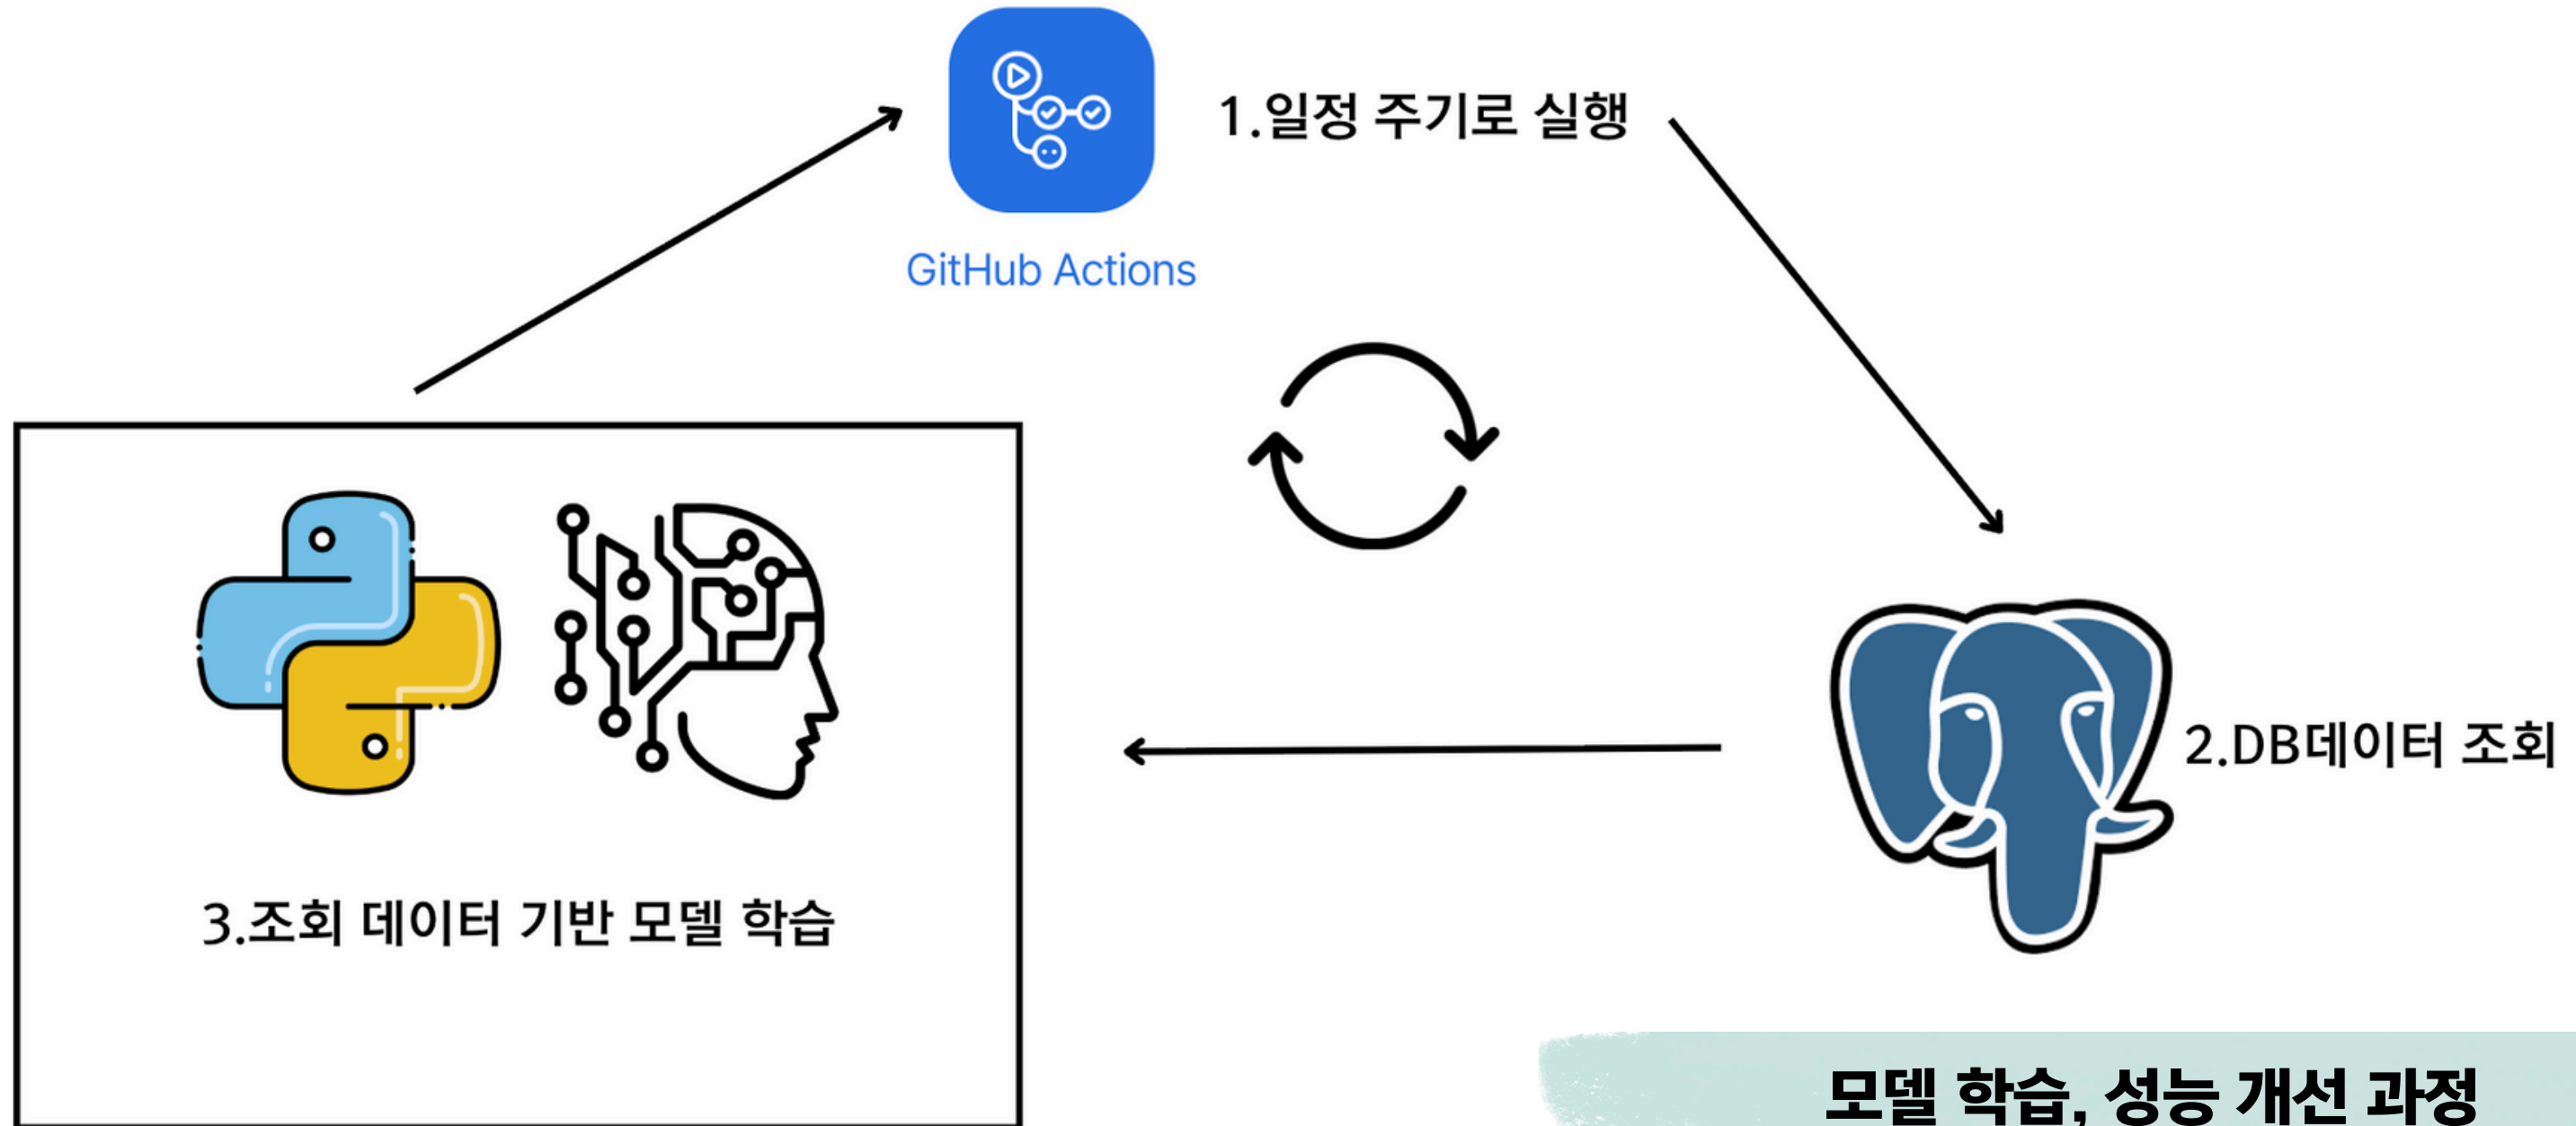 1.일정 주기로 실행
GitHub Actions
2.DB데이터 조회
3.조회 데이터 기반 모델 학습
모델 학습, 성능 개선 과정